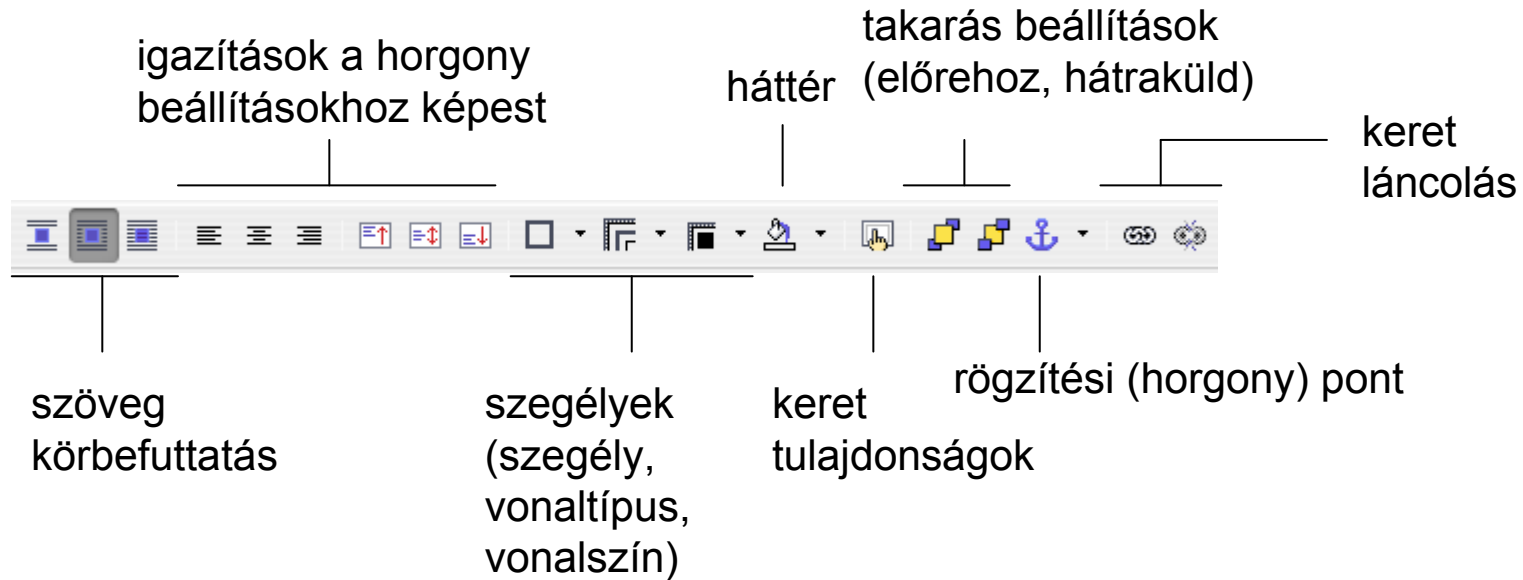 igazítások a horgony
beállításokhoz képest
háttér
takarás beállítások
(előrehoz, hátraküld)
keret
láncolás
szöveg
körbefuttatás
szegélyek
(szegély,
vonaltípus,
vonalszín)
keret
tulajdonságok
rögzítési (horgony) pont